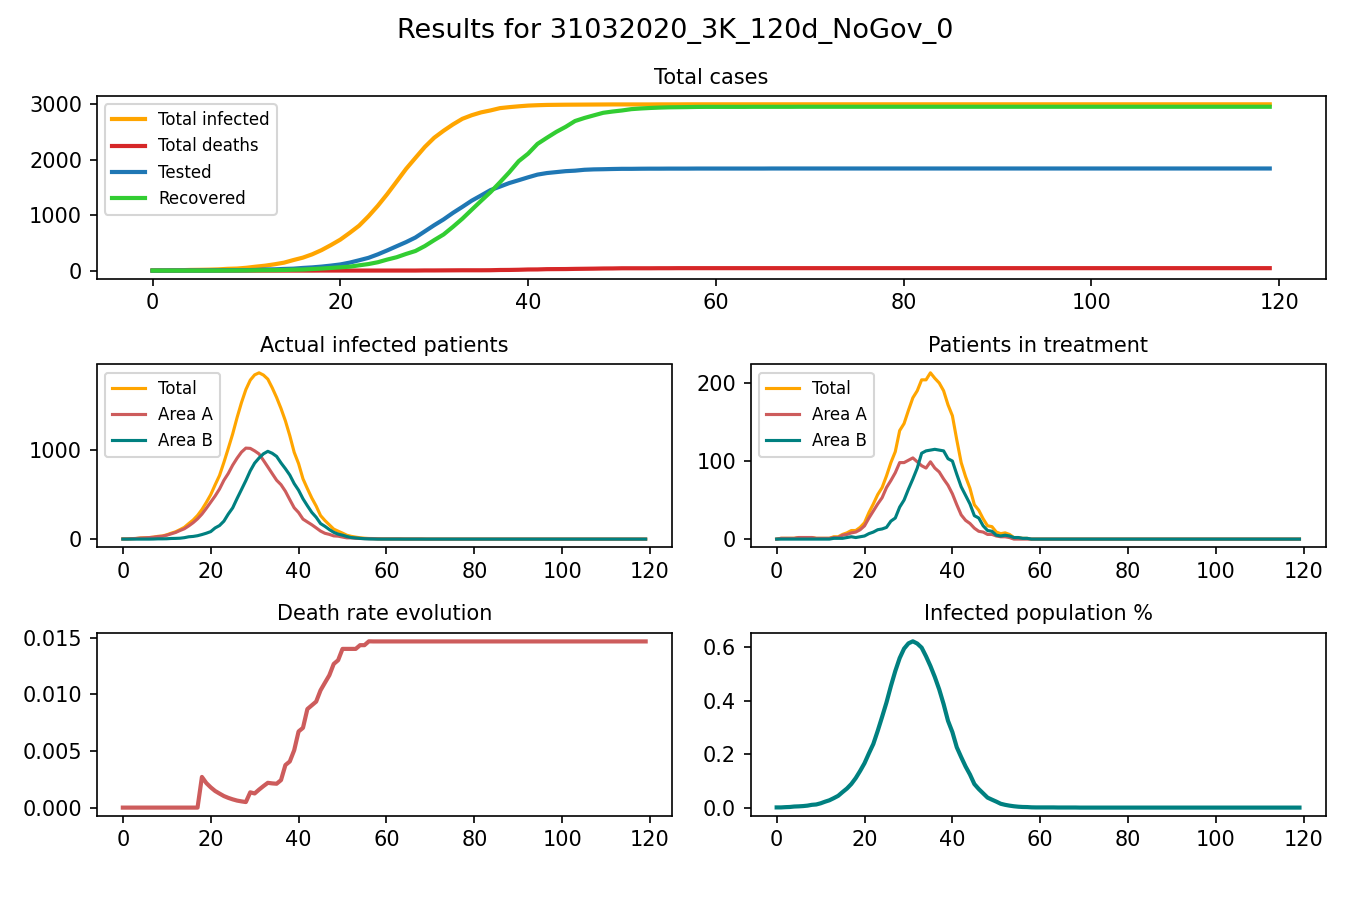 Results for 31032020_3K_120d_NoGov_0
Total cases
3000
2000
1000
0
Total infected
Total deaths
Tested
Recovered
0 20 40 60 80 100 120
Actual infected patients
1000
0
Total
Area A
Area B
0 20 40 60 80 100 120
Patients in treatment
200
100
0
Total
Area A
Area B
0 20 40 60 80 100 120
Death rate evolution
0.015
0.010
0.005
0.000
0 20 40 60 80 100 120
Infected population %
0.6
0.4
0.2
0.0
0 20 40 60 80 100 120